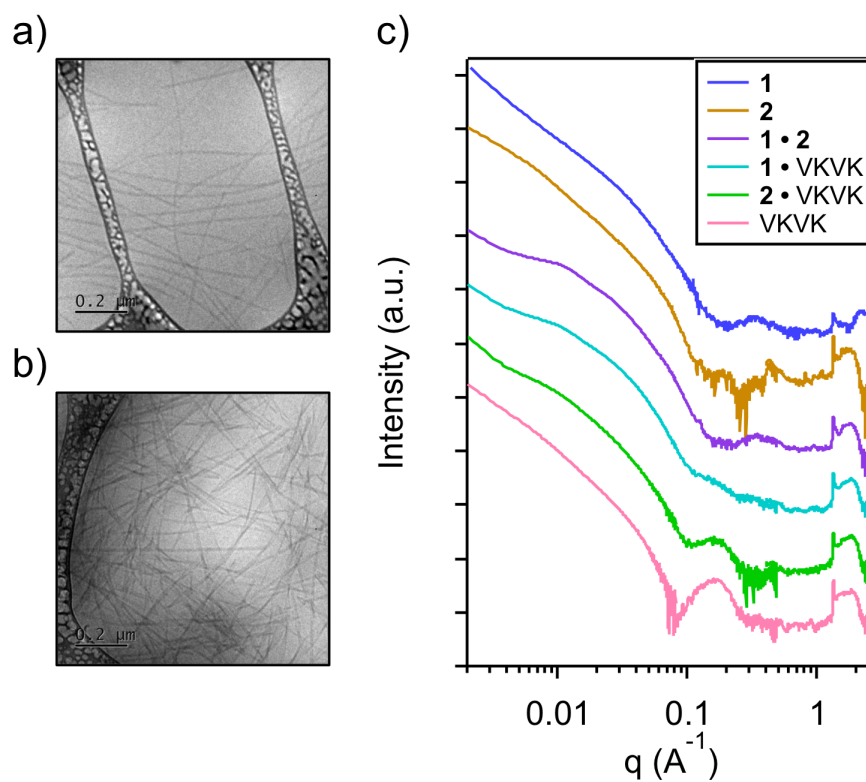 a)
0.2 μm
b)
0.2 μm
c)
Intensity (a.u.)
1
2
1 • 2
1 • VKVK
2 • VKVK
VKVK
0.01
0.1
1
q (A⁻¹)